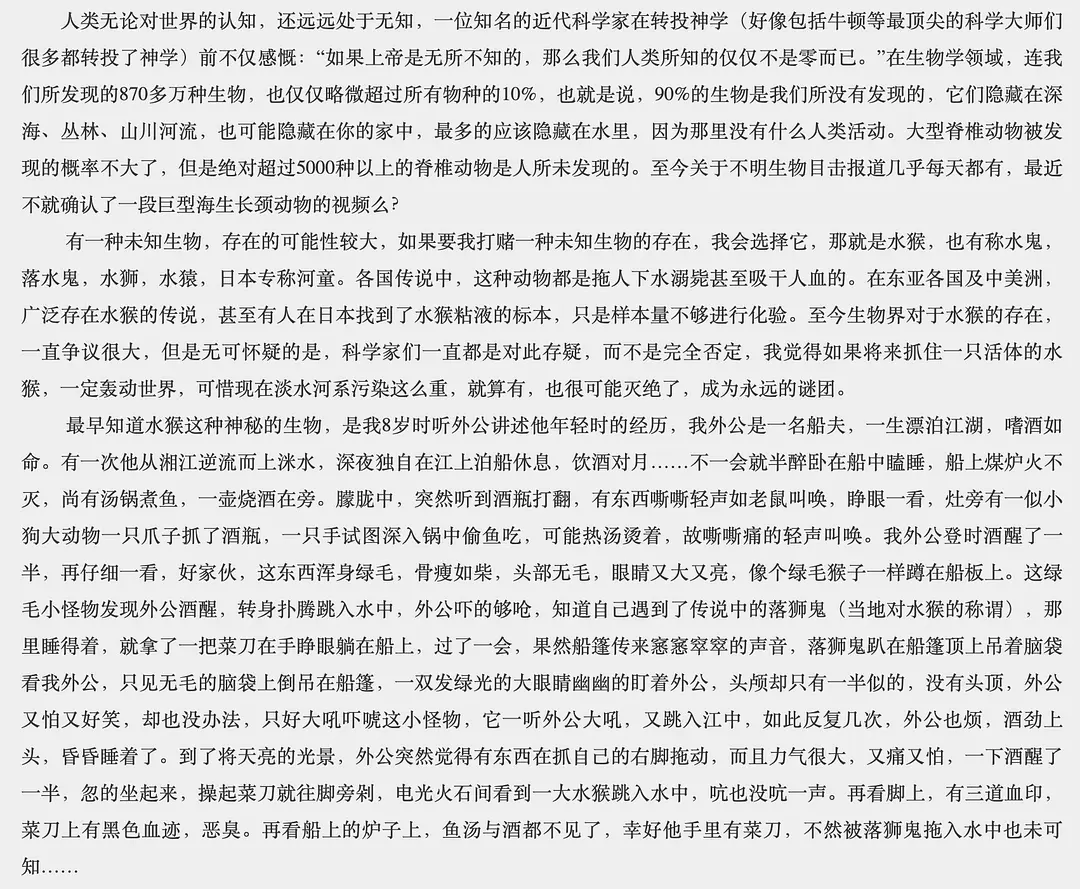 人类无论对世界的认知，还远远处于无知，一位知名的近代科学家在转投神学（好像包括牛顿等最顶尖的科学大师们
很多都转投了神学）前不仅感慨：“如果上帝是无所不知的，那么我们人类所知的仅仅不是零而已。”在生物学领域，连我
们所发现的870多万种生物，也仅仅略微超过所有物种的10%，也就是说，90%的生物是我们所没有发现的，它们隐藏在深
海、丛林、山川河流，也可能隐藏在你的家中，最多的应该隐藏在水里，因为那里没有什么人类活动。大型脊椎动物被发
现的概率不大了，但是绝对超过5000种以上的脊椎动物是人所未发现的。至今关于不明生物目击报道几乎每天都有，最近
不就确认了一段巨型海生长颈动物的视频么？
有一种未知生物，存在的可能性较大，如果要我打赌一种未知生物的存在，我会选择它，那就是水猴，也有称水鬼，
落水鬼，水狮，水猿，日本专称河童。各国传说中，这种动物都是拖人下水溺毙甚至吸干人血的。在东亚各国及中美洲，
广泛存在水猴的传说，甚至有人在日本找到了水猴粘液的标本，只是样本量不够进行化验。至今生物界对于水猴的存在，
一直争议很大，但是无可怀疑的是，科学家们一直都是对此存疑，而不是完全否定，我觉得如果将来抓住一只活体的水
猴，一定轰动世界，可惜现在淡水河系污染这么重，就算有，也很可能灭绝了，成为永远的谜团。
最早知道水猴这种神秘的生物，是我8岁时听外公讲述他年轻时的经历，我外公是一名船夫，一生漂泊江湖，嗜酒如
命。有一次他从湘江逆流而上洣水，深夜独自在江上泊船休息，饮酒对月……不一会就半醉卧在船中瞌睡，船上煤炉火不
灭，尚有汤锅煮鱼，一壶烧酒在旁。朦胧中，突然听到酒瓶打翻，有东西嘶嘶轻声如老鼠叫唤，睁眼一看，灶旁有一似小
狗大动物一只爪子抓了酒瓶，一只手试图深入锅中偷鱼吃，可能热汤烫着，故嘶嘶痛的轻声叫唤。我外公登时酒醒了一
半，再仔细一看，好家伙，这东西浑身绿毛，骨瘦如柴，头部无毛，眼睛又大又亮，像个绿毛猴子一样蹲在船板上。这绿
毛小怪物发现外公酒醒，转身扑腾跳入水中，外公吓的够呛，知道自己遇到了传说中的落狮鬼（当地对水猴的称谓），那
里睡得着，就拿了一把菜刀在手睁眼躺在船上，过了一会，果然船篷传来窸窸窣窣的声音，落狮鬼趴在船篷顶上吊着脑袋
看我外公，只见无毛的脑袋上倒吊在船篷，一双发绿光的大眼睛幽幽的盯着外公，头颅却只有一半似的，没有头顶，外公
又怕又好笑，却也没办法，只好大吼吓唬这小怪物，它一听外公大吼，又跳入江中，如此反复几次，外公也烦，酒劲上
头，昏昏睡着了。到了将天亮的光景，外公突然觉得有东西在抓自己的右脚拖动，而且力气很大，又痛又怕，一下酒醒了
一半，忽的坐起来，操起菜刀就往脚旁剁，电光火石间看到一大水猴跳入水中，吭也没吭一声。再看脚上，有三道血印，
菜刀上有黑色血迹，恶臭。再看船上的炉子上，鱼汤与酒都不见了，幸好他手里有菜刀，不然被落狮鬼拖入水中也未可
知……